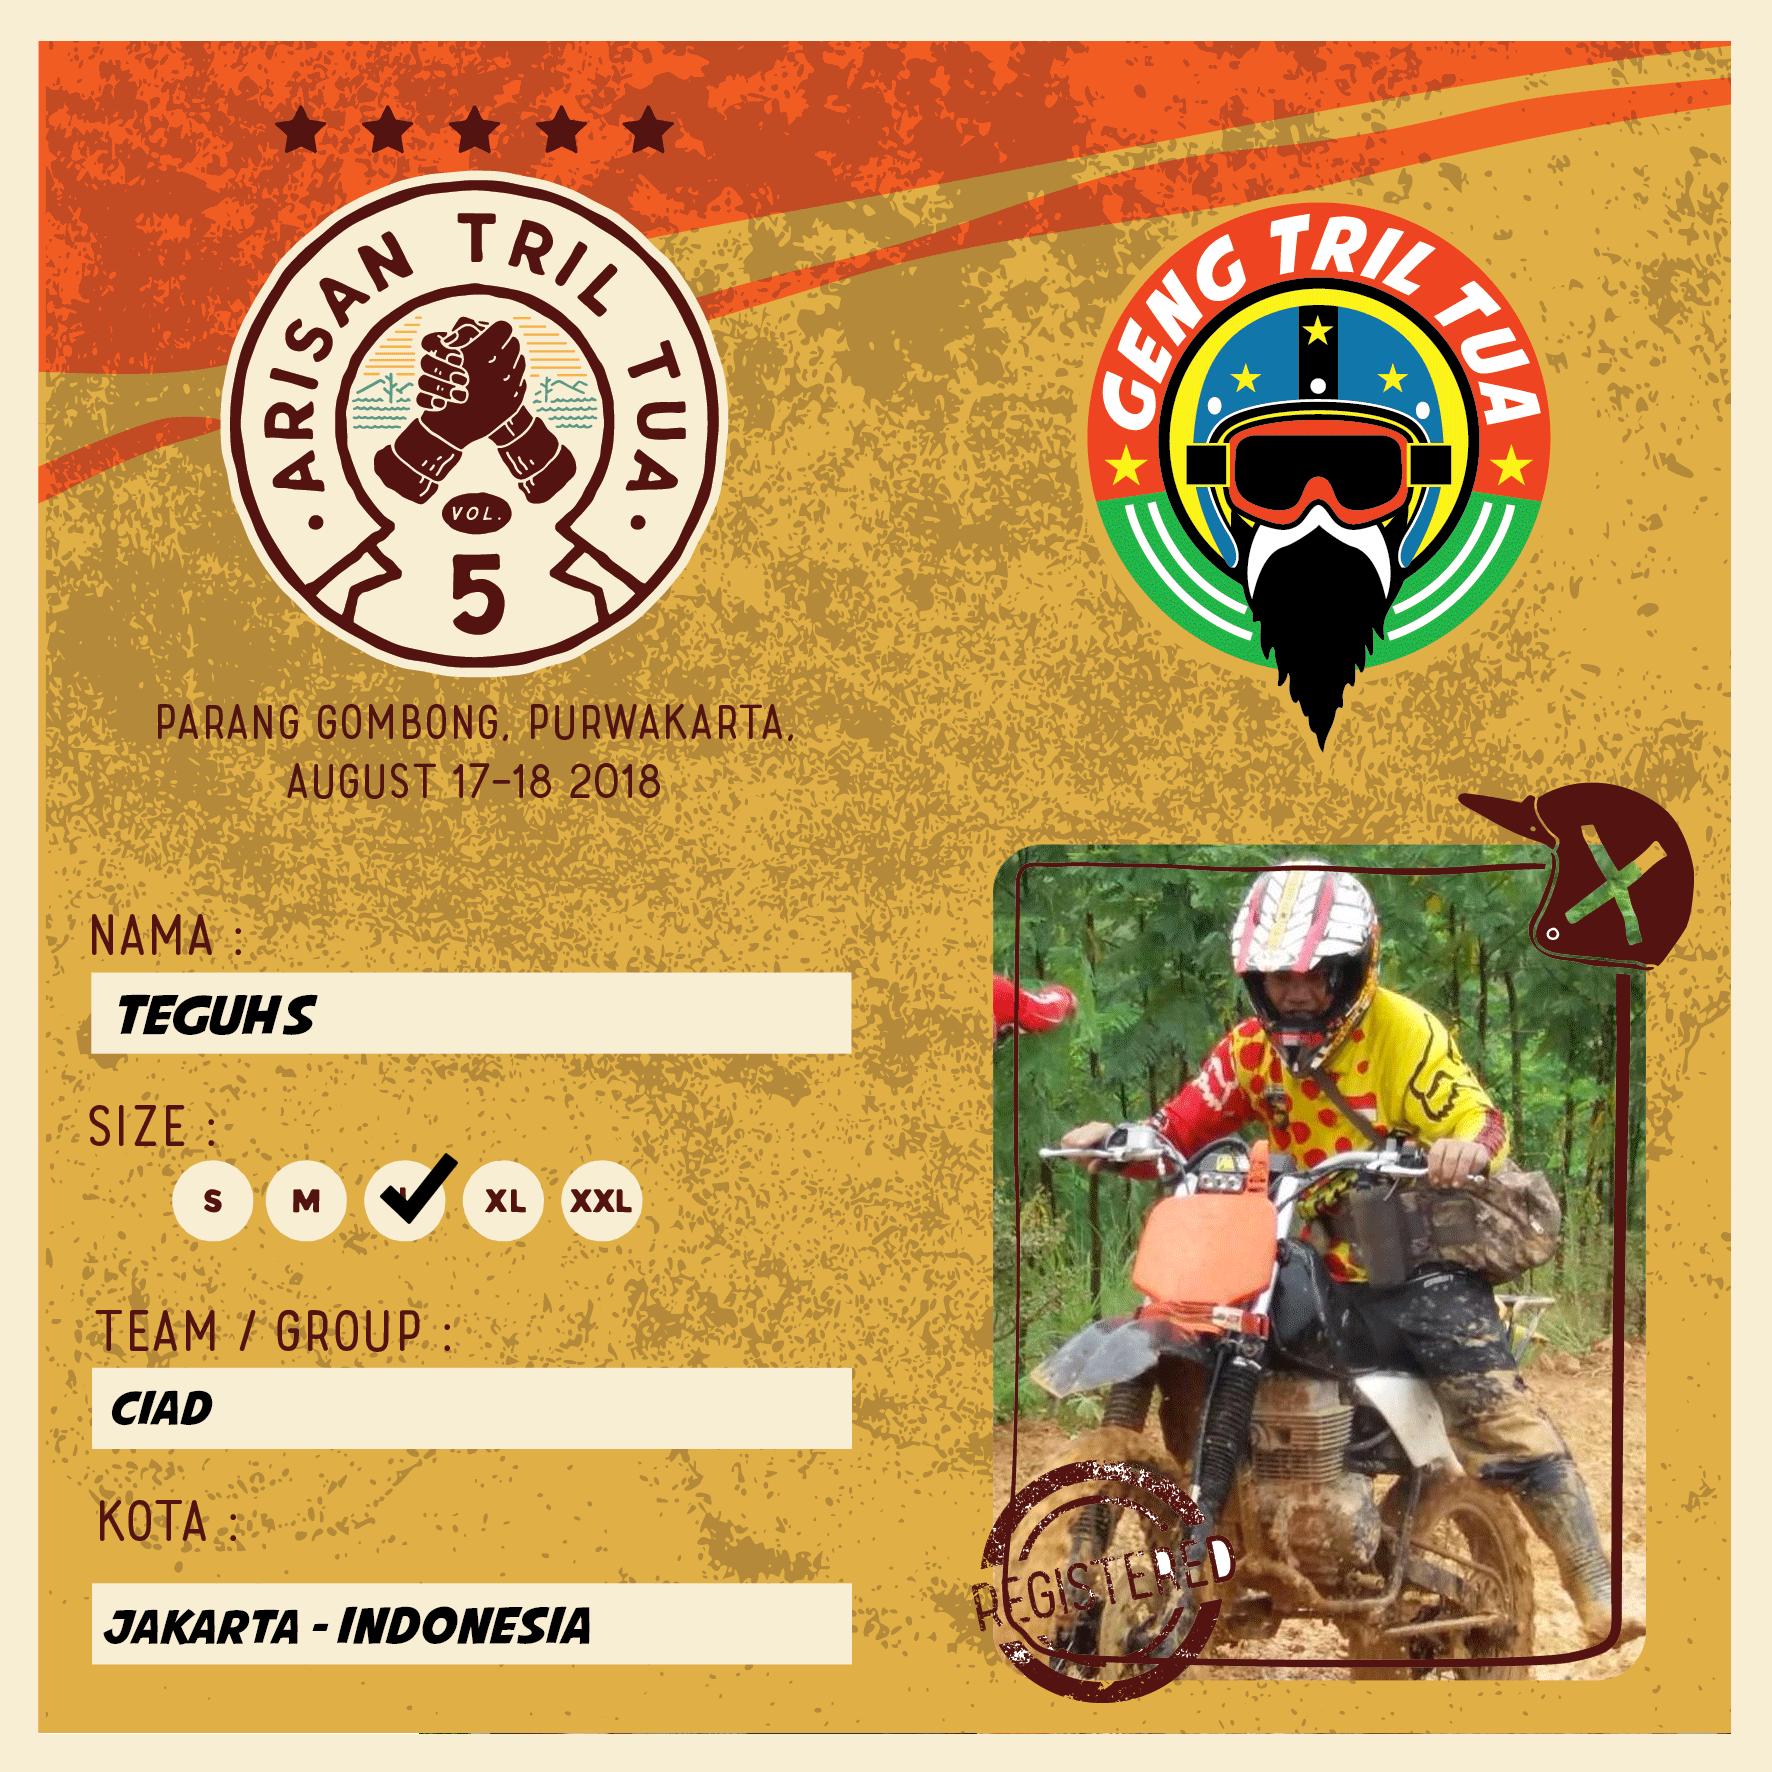 ARISAN TRIL TUA
VOL.
5
GENG TRIL TUA
PARANG GOMBONG, PURWAKARTA,
AUGUST 17-18 2018
NAMA :
TEGUH S
SIZE :
S M L XL XXL
TEAM / GROUP :
CIAD
KOTA :
JAKARTA - INDONESIA
REGISTERED